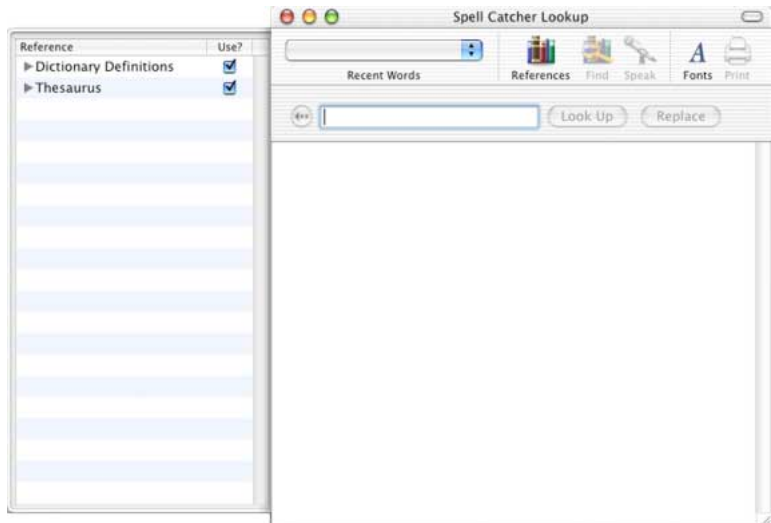 Spell Catcher Lookup
Reference Use?
Dictionary Definitions
Thesaurus
Recent Words References Find Speak A Fonts Print
Look Up Replace